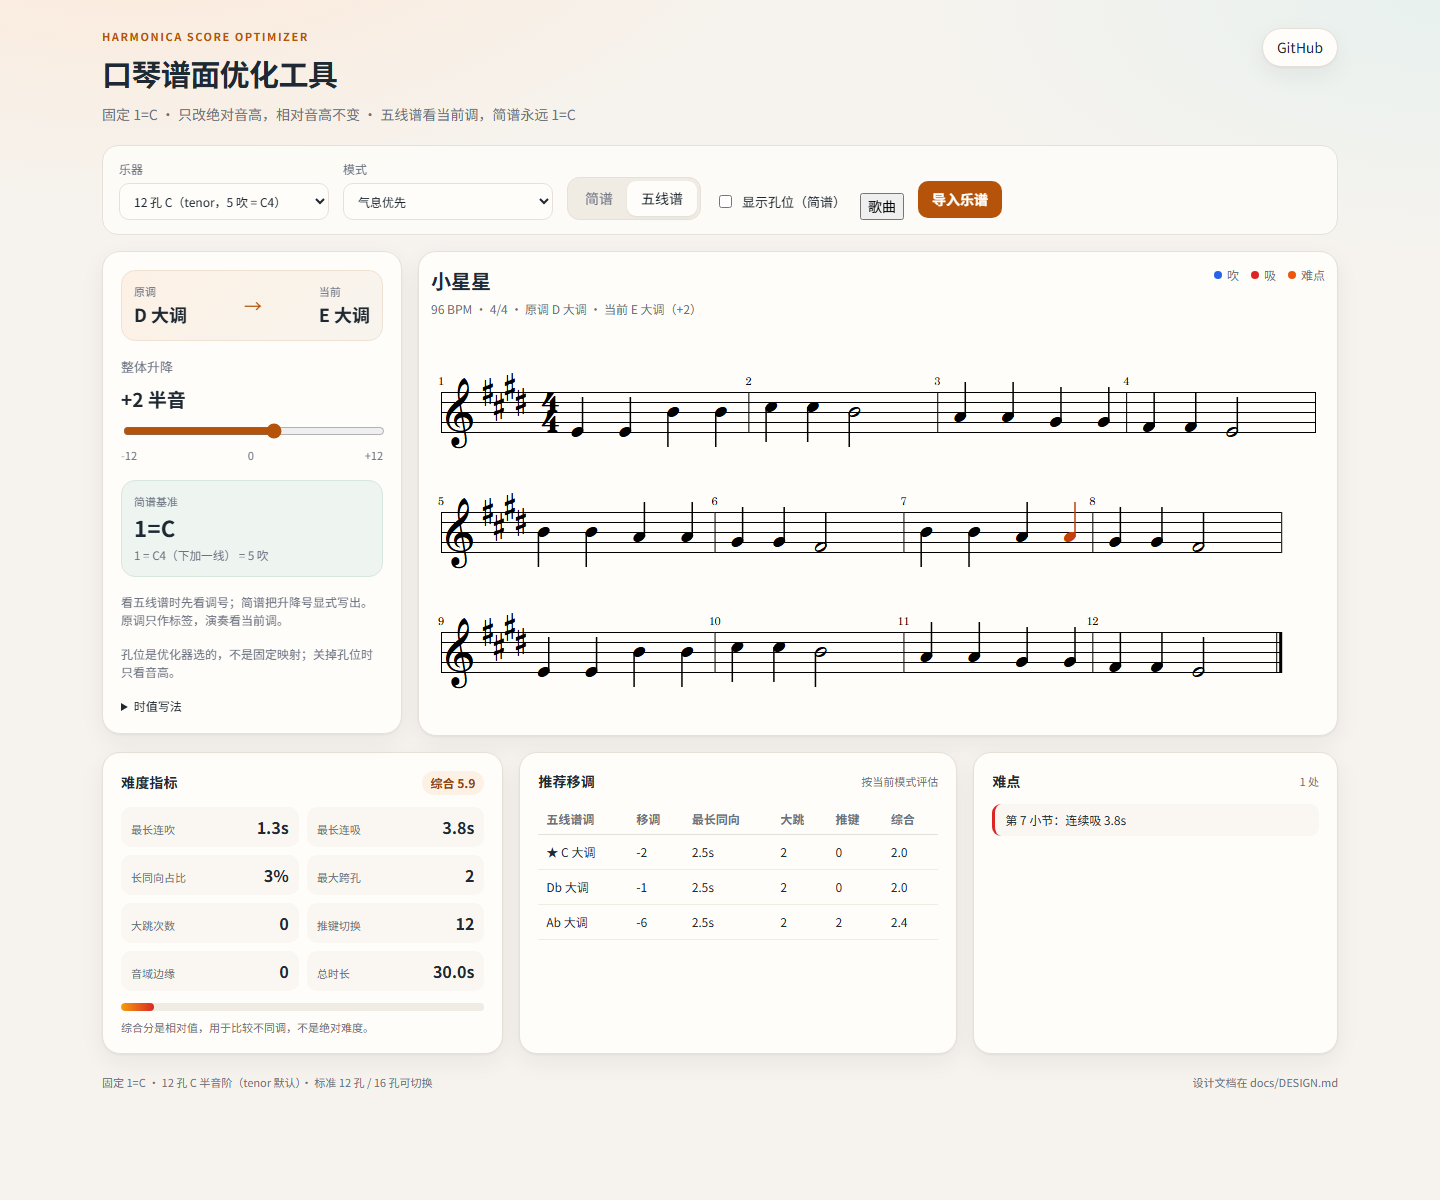 HARMONICA SCORE OPTIMIZER
口琴谱面优化工具
固定 1=C · 只改绝对音高，相对音高不变 · 五线谱看当前调，简谱永远 1=C
GitHub
乐器
模式
12 孔 C（tenor，5 吹 = C4）
气息优先
简谱
五线谱
显示孔位（简谱）
歌曲
导入乐谱
原调
D 大调
→
当前
E 大调
整体升降
+2 半音
-12
0
+12
简谱基准
1=C
1 = C4（下加一线） = 5 吹
看五线谱时先看调号；简谱把升降号显式写出。
原调只作标签，演奏看当前调。
孔位是优化器选的，不是固定映射；关掉孔位时
只看音高。
▶ 时值写法
小星星
吹
吸
难点
96 BPM · 4/4 · 原调 D 大调 · 当前 E 大调（+2）
1
2
3
4
4
4
5
6
7
8
9
10
11
12
难度指标
综合 5.9
最长连吹
1.3s
最长连吸
3.8s
长同向占比
3%
最大跨孔
2
大跳次数
0
推键切换
12
音域边缘
0
总时长
30.0s
综合分是相对值，用于比较不同调，不是绝对难度。
推荐移调
按当前模式评估
五线谱调 移调 最长同向 大跳 推键 综合
★ C 大调 -2 2.5s 2 0 2.0
Db 大调 -1 2.5s 2 0 2.0
Ab 大调 -6 2.5s 2 2 2.4
难点
1 处
第 7 小节：连续吸 3.8s
固定 1=C · 12 孔 C 半音阶（tenor 默认）· 标准 12 孔 / 16 孔可切换
设计文档在 docs/DESIGN.md